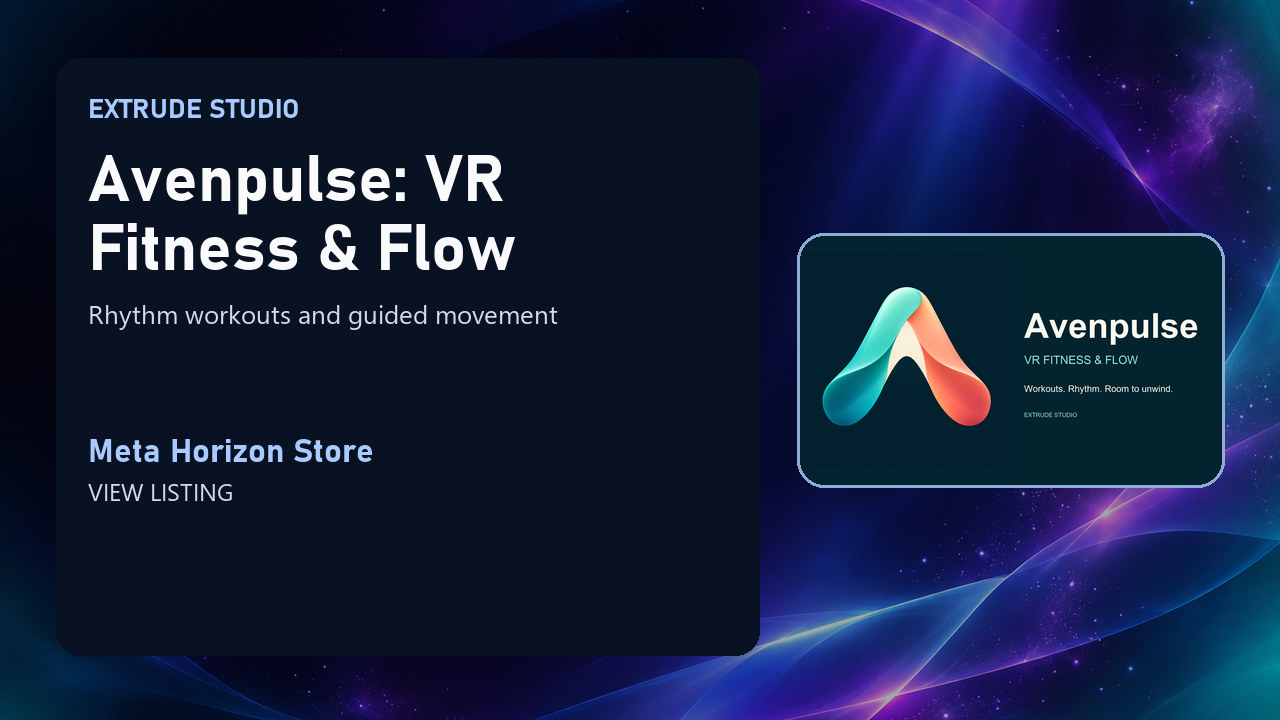 EXTRUDE STUDIO
Avenpulse: VR
Fitness & Flow
Rhythm workouts and guided movement
Meta Horizon Store
VIEW LISTING
Avenpulse
VR FITNESS & FLOW
Workouts. Rhythm. Room to unwind.
EXTRUDE STUDIO